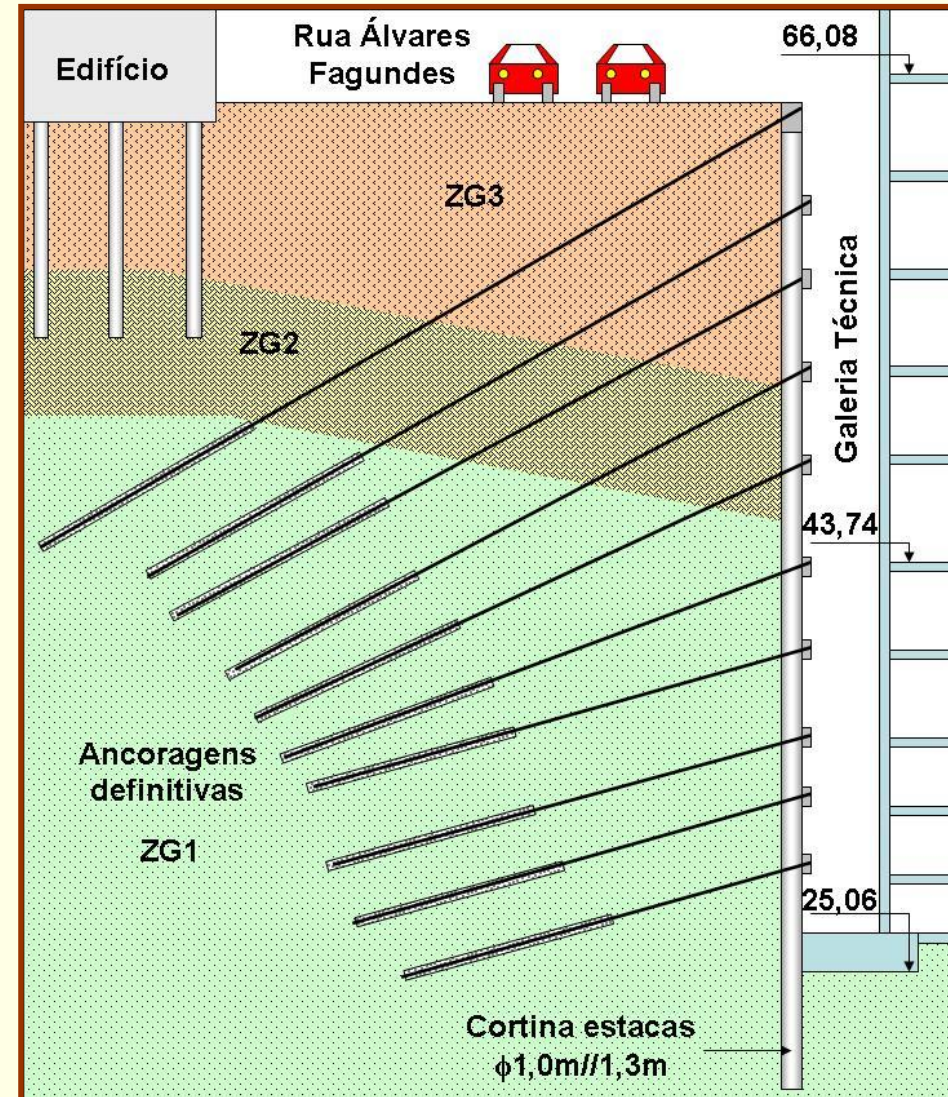 Edifício
Rua Álvares
Fagundes
66,08
ZG3
Galeria Técnica
ZG2
43,74
Ancoragens
definitivas
ZG1
25,06
Cortina estacas
ϕ1,0m//1,3m